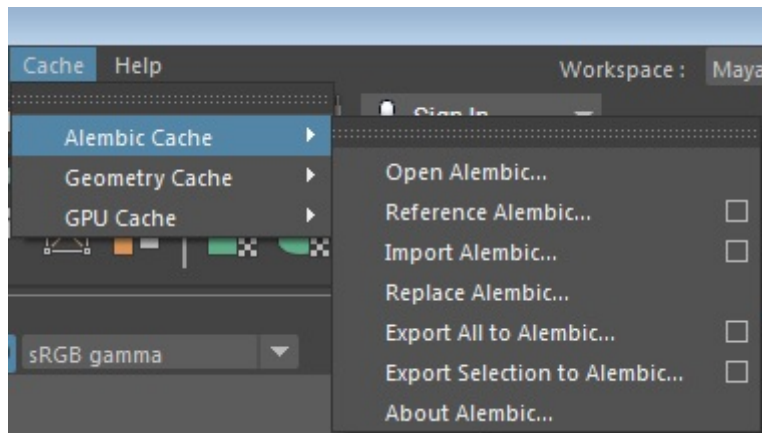 Cache Help Workspace : Maya
Sign In
Alembic Cache
Geometry Cache
GPU Cache
Open Alembic...
Reference Alembic...
Import Alembic...
Replace Alembic...
Export All to Alembic...
Export Selection to Alembic...
About Alembic...
sRGB gamma